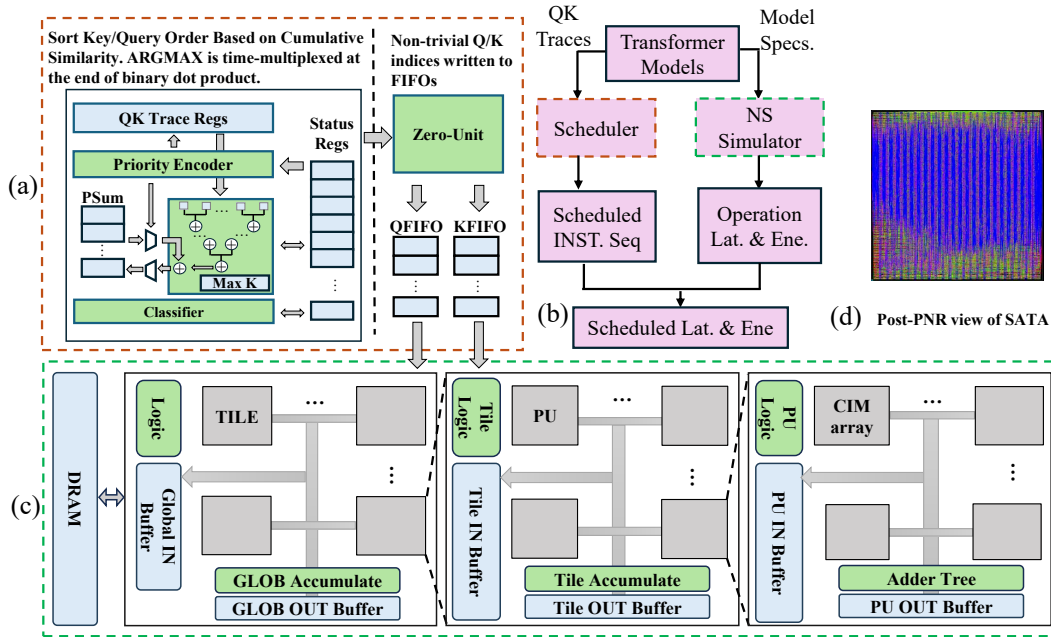 (a)
Sort Key/Query Order Based on Cumulative
Similarity. ARGMAX is time-multiplexed at
the end of binary dot product.
Non-trivial Q/K
indices written to
FIFOs
QK Trace Regs
Status
Regs
Priority Encoder
PSum
...
...
Max K
Classifier
Zero-Unit
QFIFO
KFIFO
(b)
QK
Traces
Model
Specs.
Transformer
Models
Scheduler
NS
Simulator
Scheduled
INST. Seq
Operation
Lat. & Ene.
Scheduled Lat. & Ene
(d)
Post-PNR view of SATA
(c)
DRAM
Logic
Global IN
Buffer
TILE
...
...
GLOB Accumulate
GLOB OUT Buffer
Tile
Logic
Tile IN Buffer
PU
...
...
Tile Accumulate
Tile OUT Buffer
PU
Logic
PU IN Buffer
CIM
array
...
...
Adder Tree
PU OUT Buffer